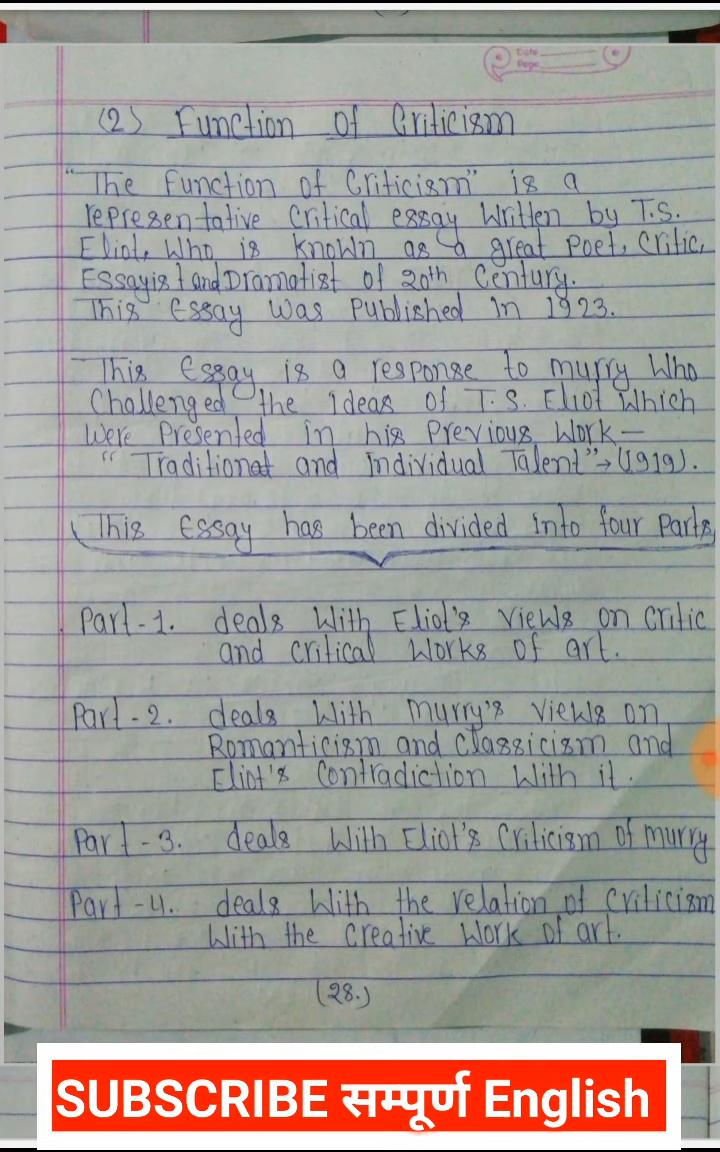 Date
Page
(2) Function of Criticism
"The Function of Criticism" is a
representative critical essay written by T.S.
Eliot, who is known as a great Poet, Critic,
Essayist and Dramatist of 20th Century.
This Essay was Published in 1923.
This Essay is a response to murry who
challenged the ideas of T.S. Eliot which
were Presented in his Previous work—
" Traditional and Individual Talent"→(1919).
This Essay has been divided into four Parts
Part-1. deals with Eliot's views on critic
and critical works of art.
Part-2. deals with murry's views on
Romanticism and classicism and
Eliot's Contradiction with it.
Part-3. deals with Eliot's Criticism of murry
Part-4. deals with the relation of Criticism
with the creative work of art.
(28.)
SUBSCRIBE सम्पूर्ण English